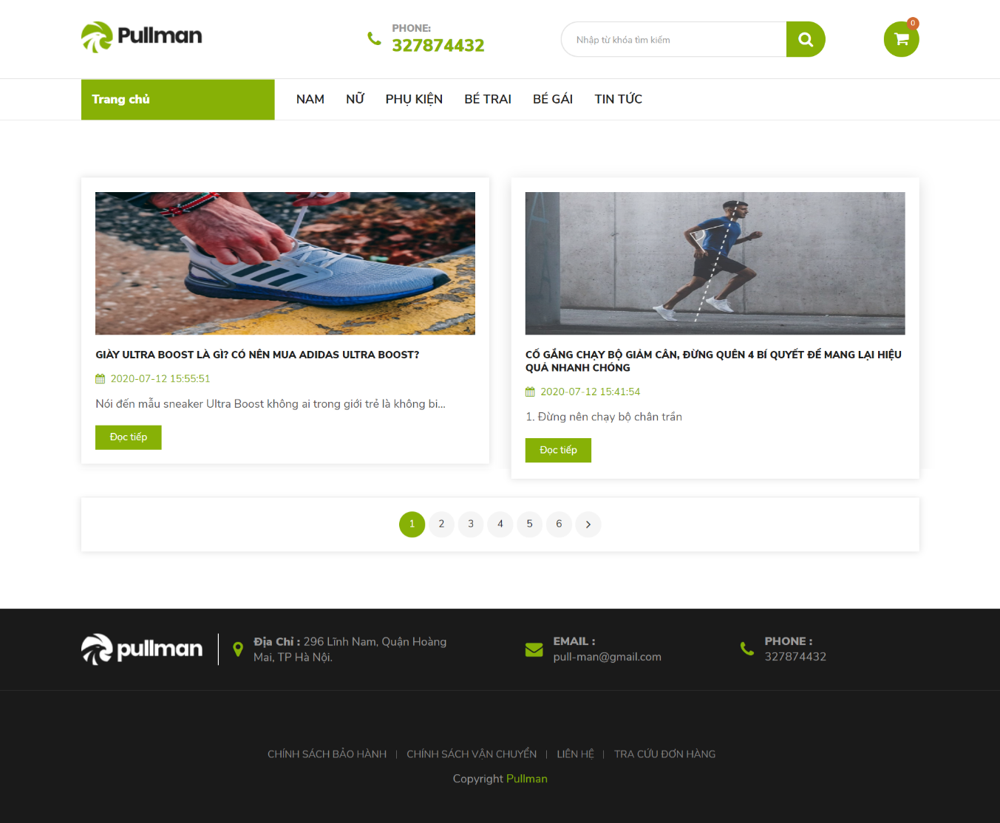 Pullman
PHONE:
327874432
Nhập từ khóa tìm kiếm
0
Trang chủ
NAM
NỮ
PHỤ KIỆN
BÉ TRAI
BÉ GÁI
TIN TỨC
GIÀY ULTRA BOOST LÀ GÌ? CÓ NÊN MUA ADIDAS ULTRA BOOST?
2020-07-12 15:55:51
Nói đến mẫu sneaker Ultra Boost không ai trong giới trẻ là không bi...
Đọc tiếp
CỐ GẮNG CHẠY BỘ GIẢM CÂN, ĐỪNG QUÊN 4 BÍ QUYẾT ĐỂ MANG LẠI HIỆU
QUẢ NHANH CHÓNG
2020-07-12 15:41:54
1. Đừng nên chạy bộ chân trần
Đọc tiếp
1 2 3 4 5 6
pullman
Địa Chỉ : 296 Lĩnh Nam, Quận Hoàng
Mai, TP Hà Nội.
EMAIL :
pull-man@gmail.com
PHONE :
327874432
CHÍNH SÁCH BẢO HÀNH | CHÍNH SÁCH VẬN CHUYỂN | LIÊN HỆ | TRA CỨU ĐƠN HÀNG
Copyright Pullman